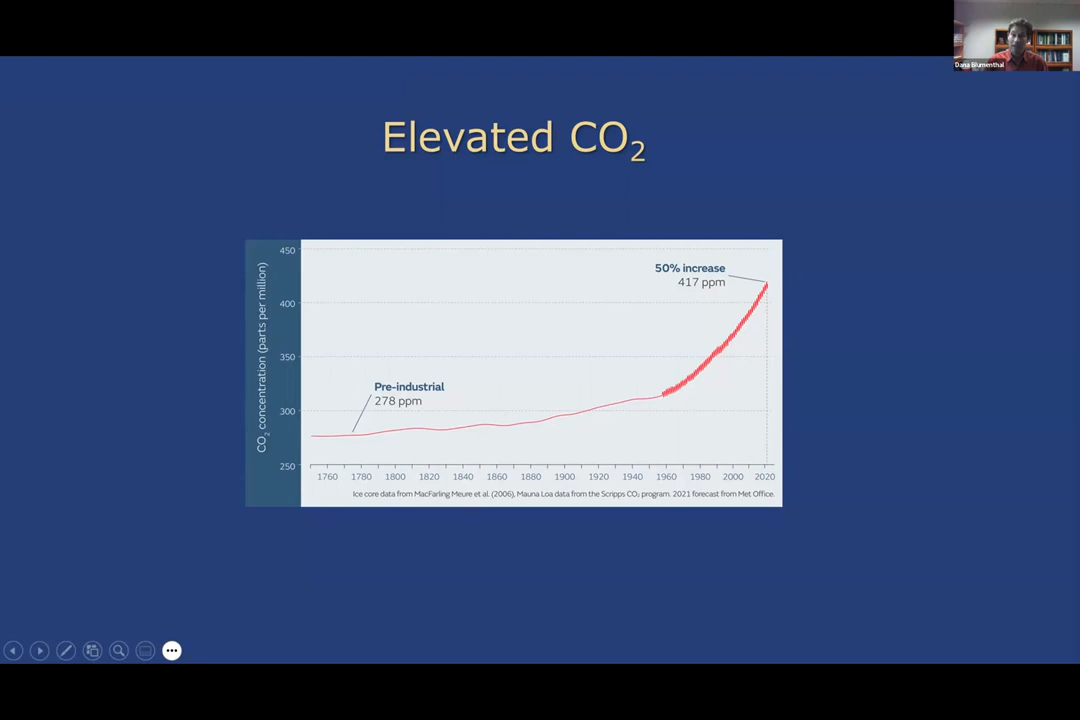 Dana Blumenthal
Elevated CO₂
CO₂ concentration (parts per million)
450
400
350
300
250
50% increase
417 ppm
Pre-industrial
278 ppm
1760 1780 1800 1820 1840 1860 1880 1900 1920 1940 1960 1980 2000 2020
Ice core data from MacFarling Meure et al. (2006), Mauna Loa data from the Scripps CO₂ program. 2021 forecast from Met Office.